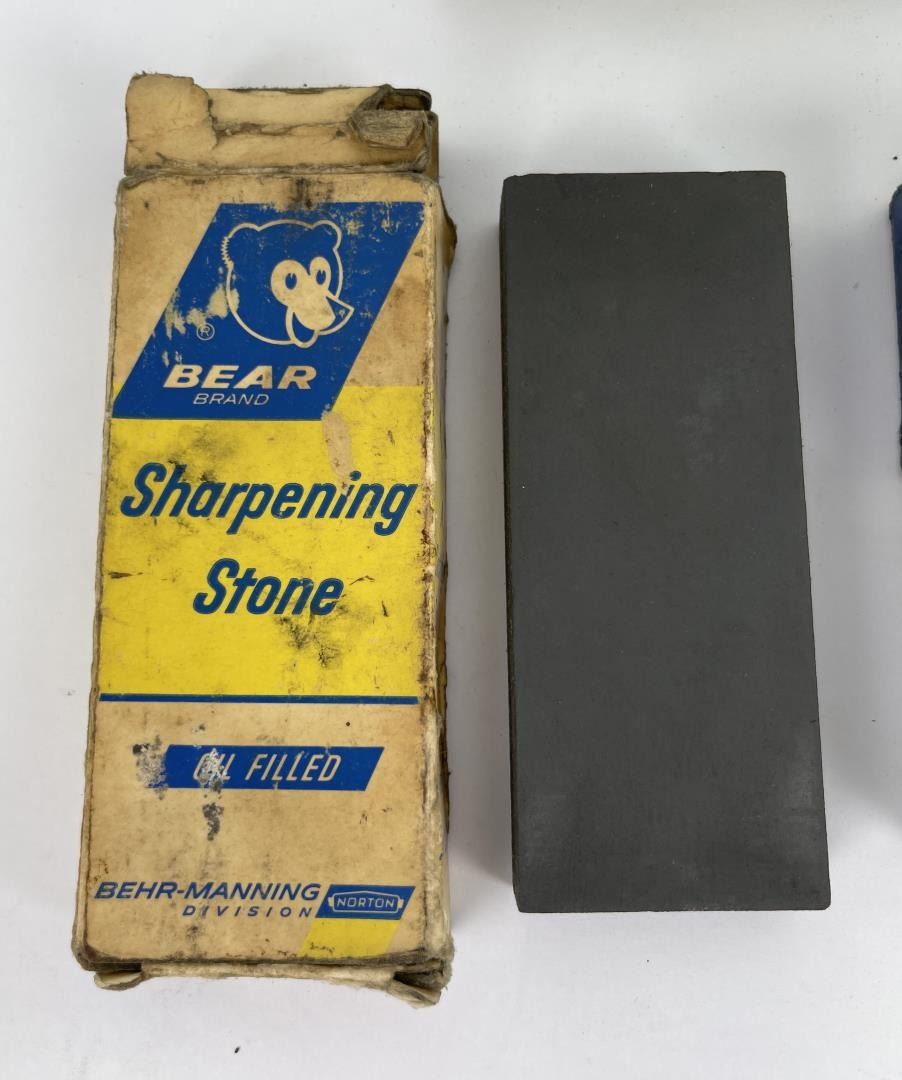 ®
BEAR
BRAND
Sharpening
Stone
OIL FILLED
BEHR-MANNING
DIVISION
NORTON